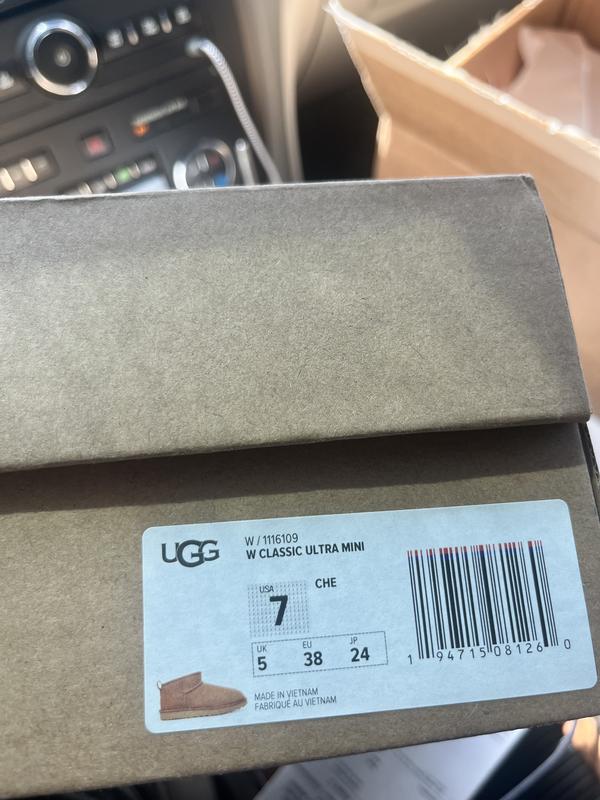 UGG
W / 1116109
W CLASSIC ULTRA MINI
USA
7
CHE
UK EU JP
5 38 24
1 94715 08126 0
MADE IN VIETNAM
FABRIQUÉ AU VIETNAM